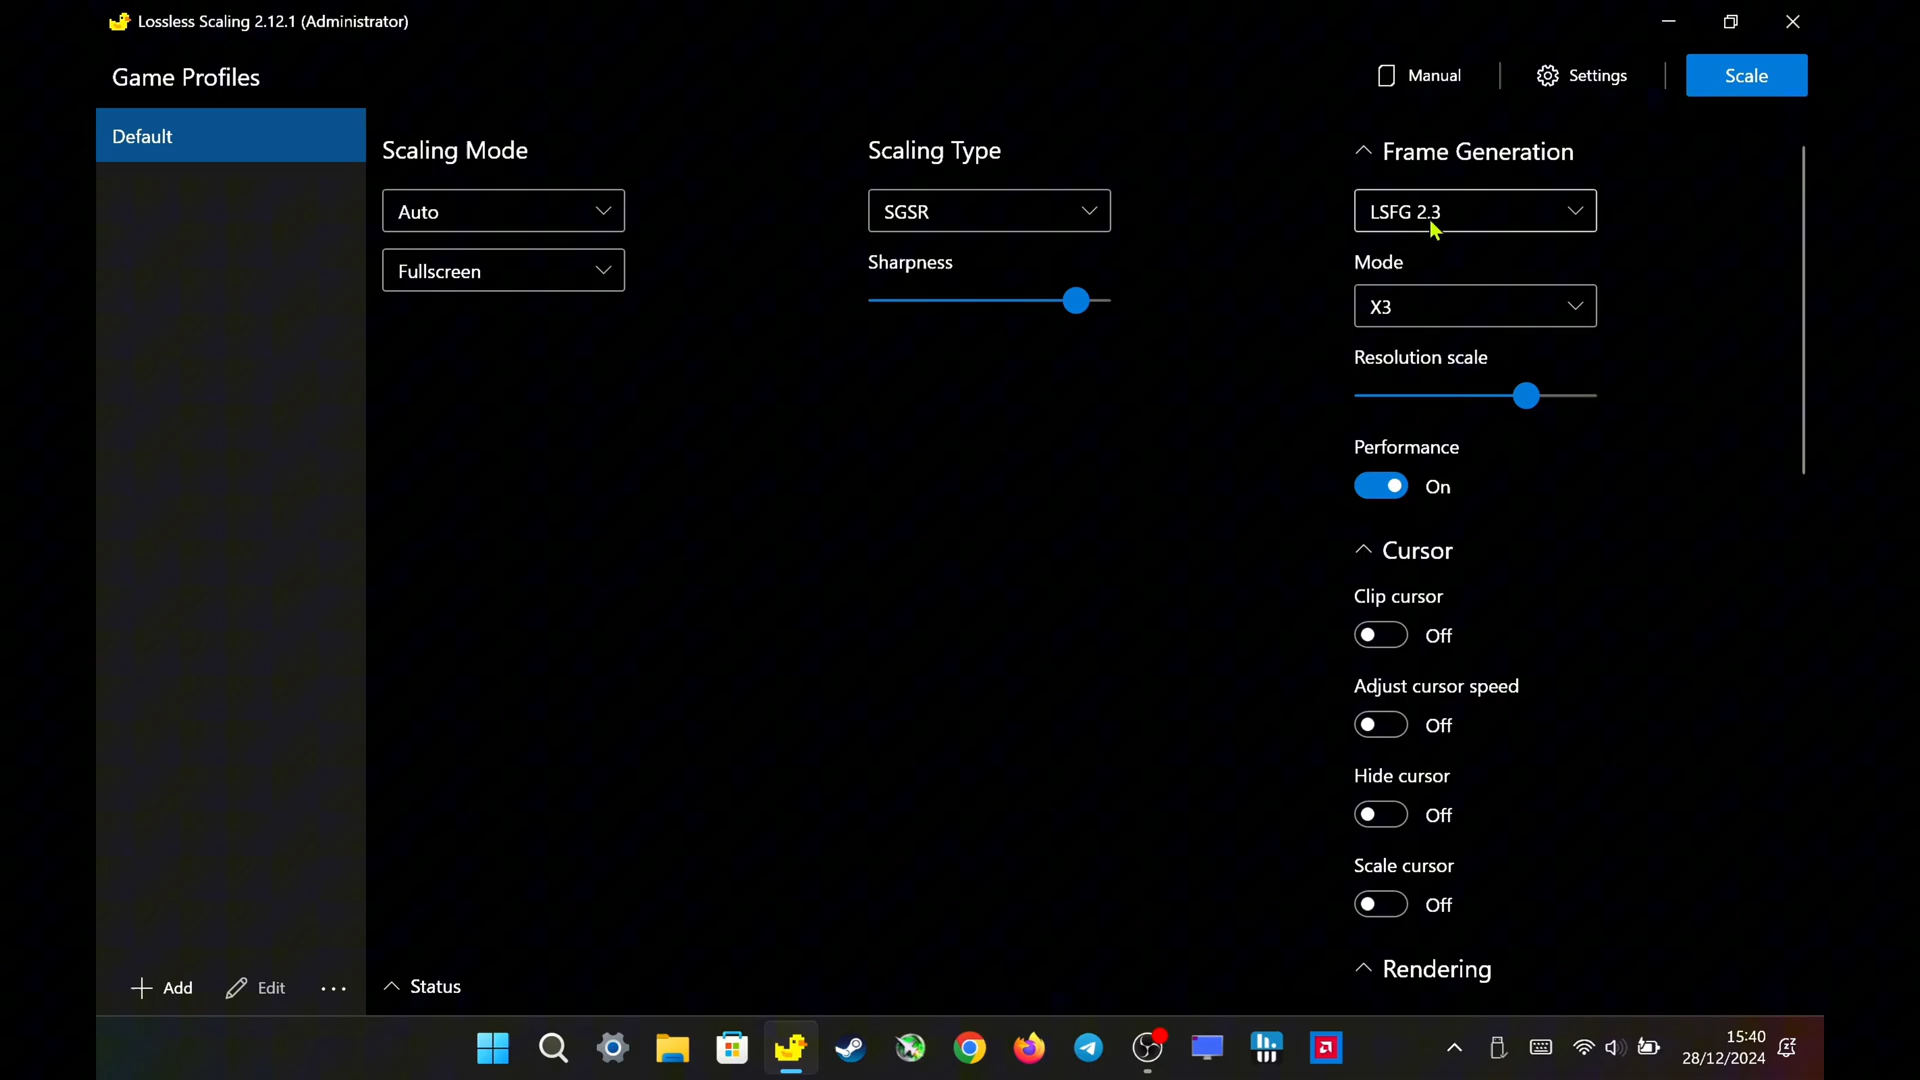 Lossless Scaling 2.12.1 (Administrator)
Game Profiles
Manual
Settings
Scale
Default
Scaling Mode
Auto
Fullscreen
Scaling Type
SGSR
Sharpness
Frame Generation
LSFG 2.3
Mode
X3
Resolution scale
Performance
On
Cursor
Clip cursor
Off
Adjust cursor speed
Off
Hide cursor
Off
Scale cursor
Off
Rendering
Add
Edit
Status
15:40
28/12/2024